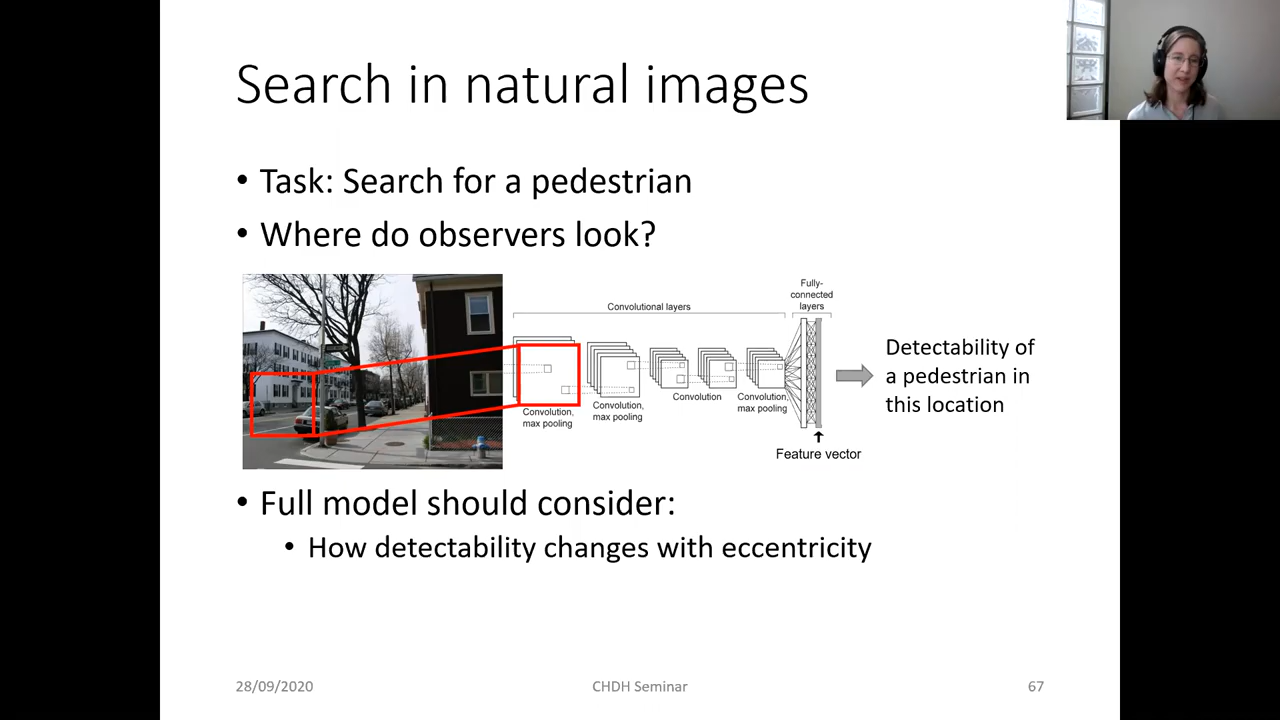 Search in natural images
• Task: Search for a pedestrian
• Where do observers look?
Fully-
connected
layers
Convolutional layers
Detectability of
a pedestrian in
this location
Convolution,
max pooling
Convolution,
max pooling
Convolution
Convolution,
max pooling
Feature vector
• Full model should consider:
• How detectability changes with eccentricity
28/09/2020
CHDH Seminar
67